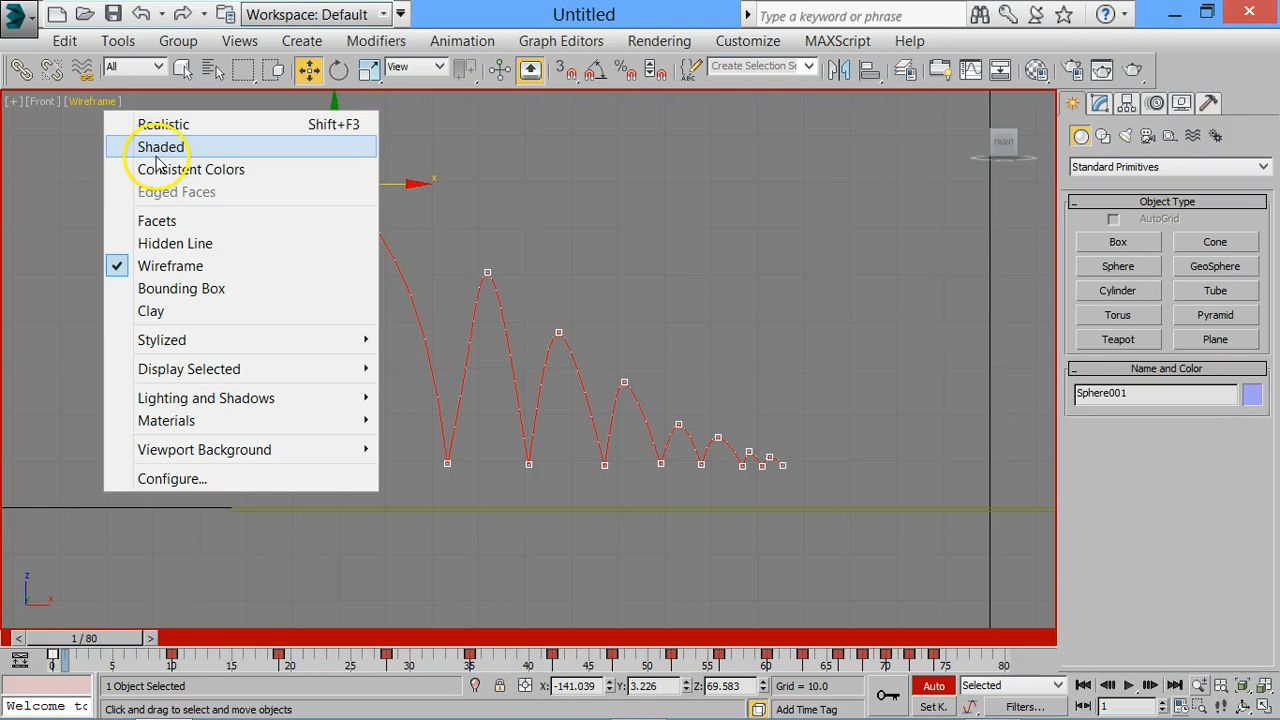 Workspace: Default
Untitled
Type a keyword or phrase
Edit Tools Group Views Create Modifiers Animation Graph Editors Rendering Customize MAXScript Help
All
View
Create Selection Se
[+] [Front] [Wireframe]
Realistic Shift+F3
Shaded
Consistent Colors
Edged Faces
Facets
Hidden Line
Wireframe
Bounding Box
Clay
Stylized
Display Selected
Lighting and Shadows
Materials
Viewport Background
Configure...
x
FRONT
z
x
Standard Primitives
Object Type
AutoGrid
Box Cone
Sphere GeoSphere
Cylinder Tube
Torus Pyramid
Teapot Plane
Name and Color
Sphere001
< 1 / 80 >
0 5 10 15 20 25 30 35 40 45 50 55 60 65 70 75 80
1 Object Selected
X: -141.039 Y: 3.226 Z: 69.583 Grid = 10.0
Auto Selected
Welcome to
Click and drag to select and move objects
Add Time Tag
Set K. Filters... 1